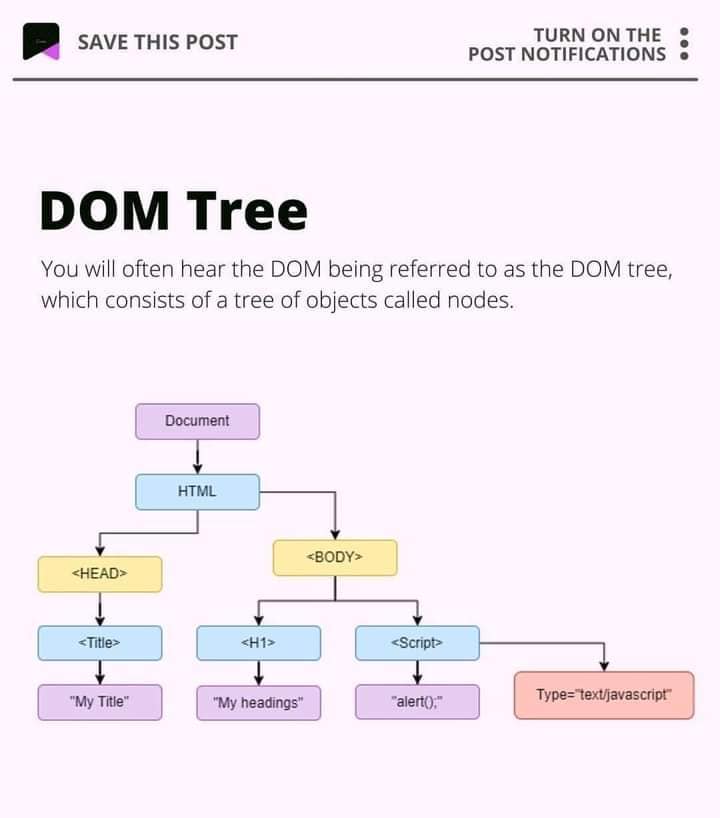 SAVE THIS POST
TURN ON THE
POST NOTIFICATIONS
DOM Tree
You will often hear the DOM being referred to as the DOM tree,
which consists of a tree of objects called nodes.
Document
HTML
<BODY>
<HEAD>
<Title>
<H1>
<Script>
"My Title"
"My headings"
"alert();"
Type="text/javascript"